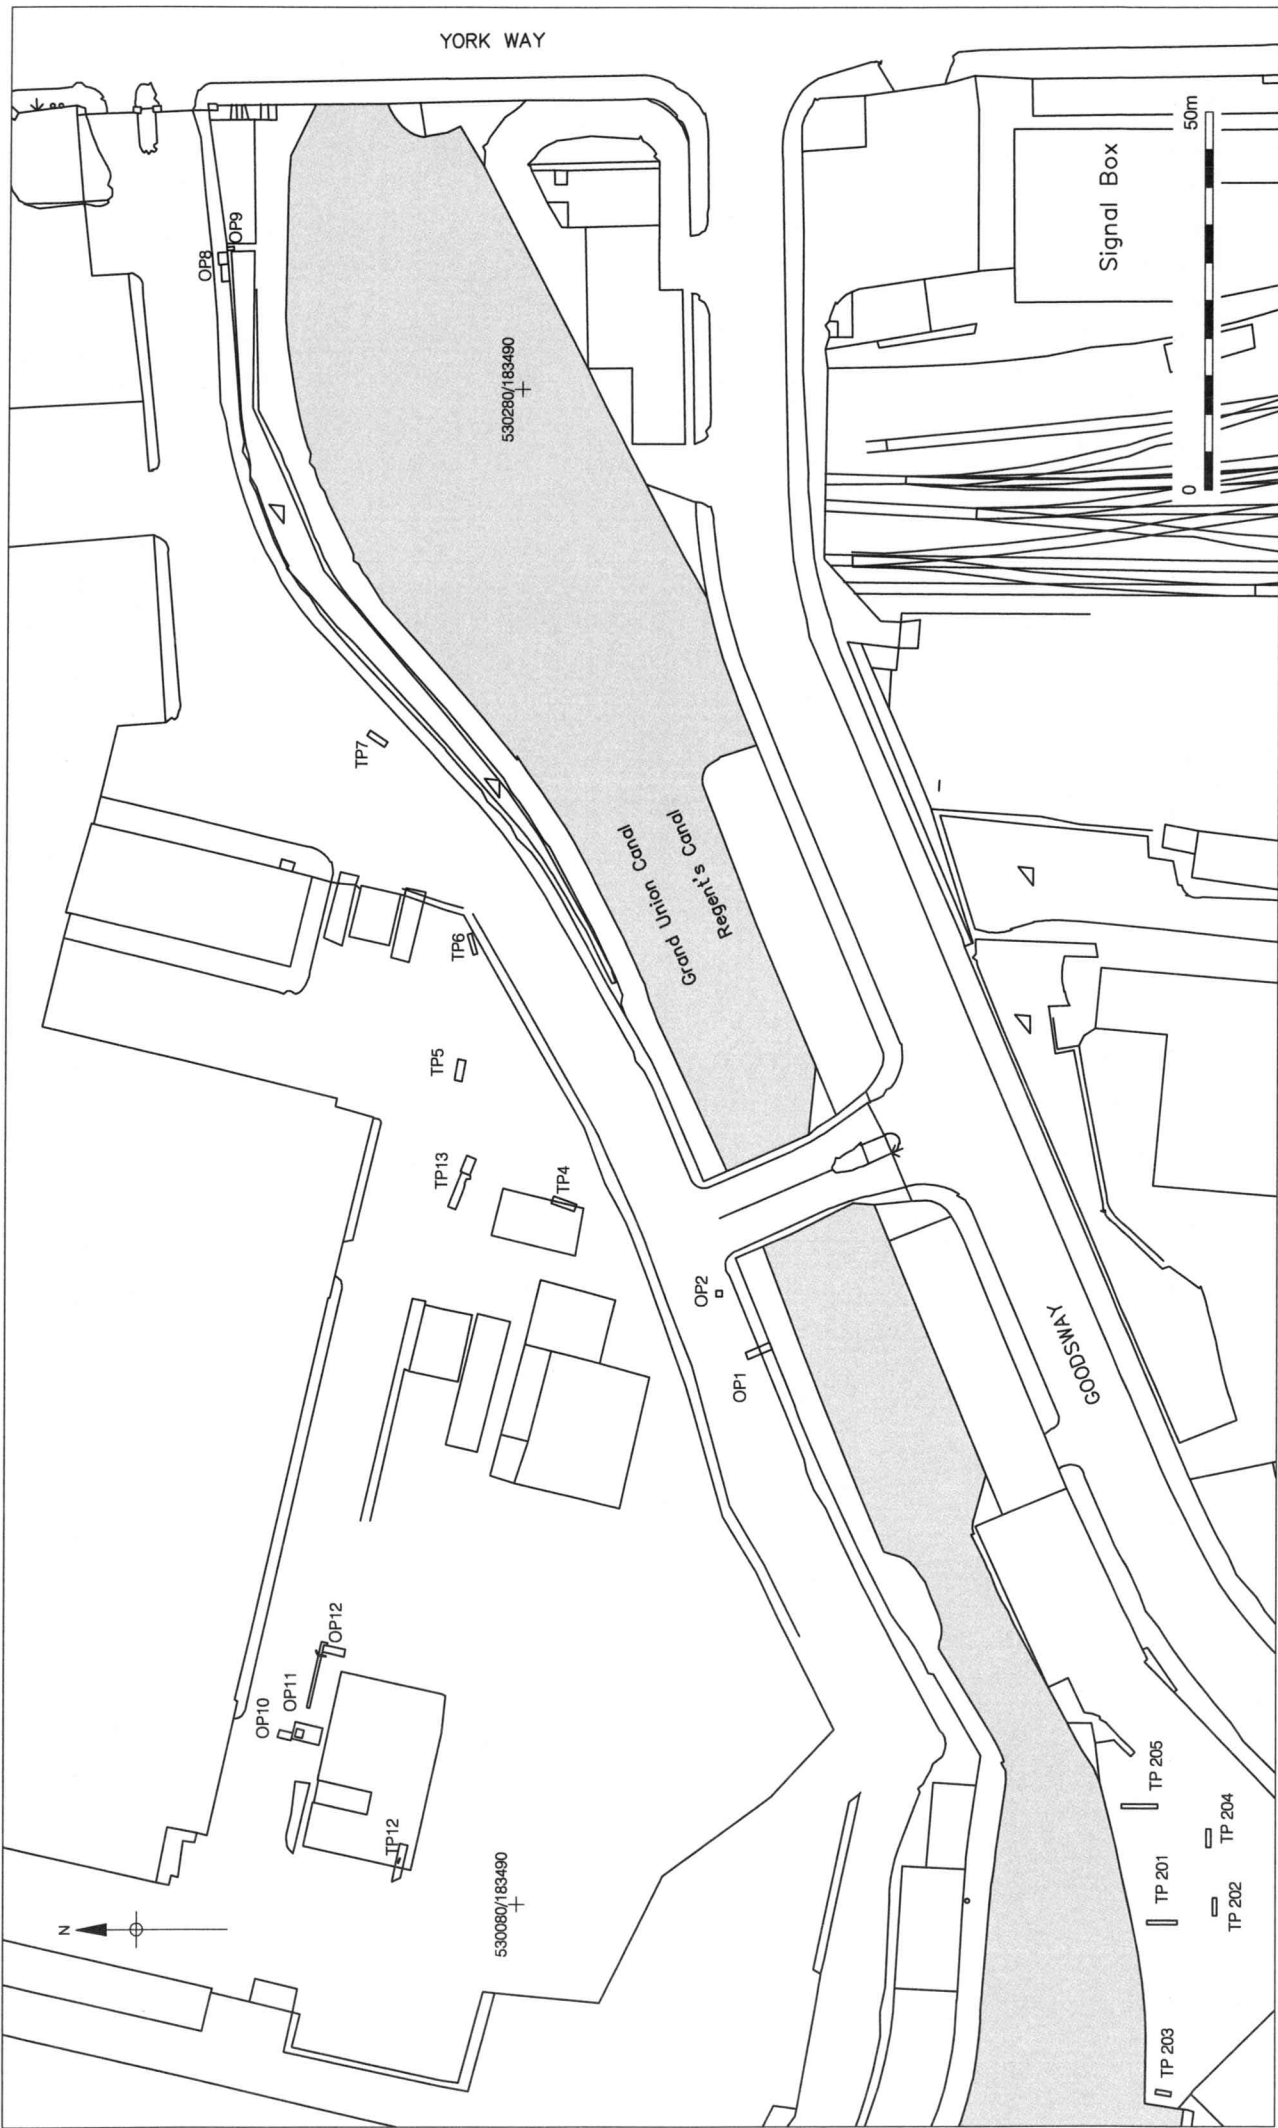 YORK WAY
OP8
OP9
530280/183490
Signal Box
50m
0
TP7
TP6
TP5
TP13
TP4
Grand Union Canal
Regent's Canal
OP2
OP1
GOODSWAY
OP12
OP11
OP10
TP12
530080/183490
N
TP 205
TP 204
TP 201
TP 202
TP 203